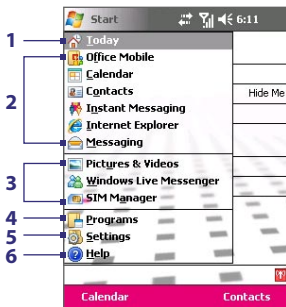 Start 6:11
1 Today
Office Mobile
Calendar
2 Contacts Hide Me
Instant Messaging
Internet Explorer
Messaging
Pictures & Videos
3 Windows Live Messenger
SIM Manager
4 Programs
5 Settings
6 Help
Calendar Contacts